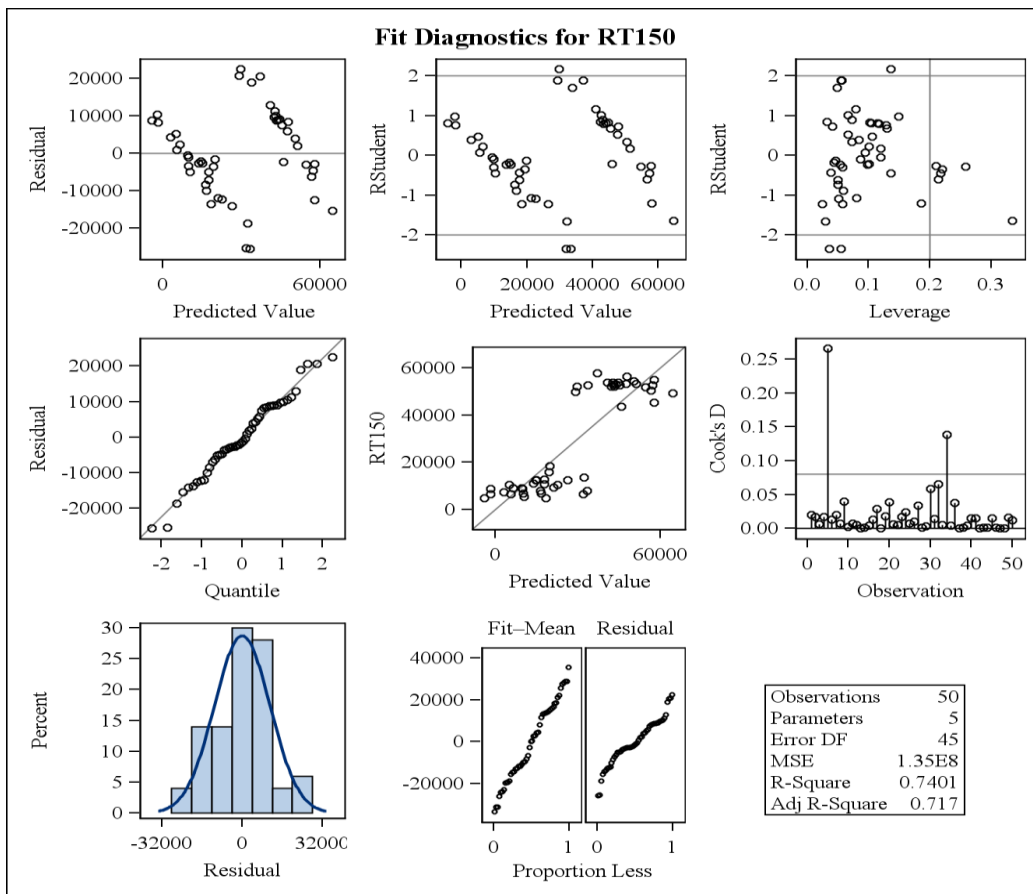 Fit Diagnostics for RT150
20000
10000
0
-10000
-20000
Residual
0
60000
Predicted Value
2
1
0
-1
-2
RStudent
0
20000
40000
60000
Predicted Value
2
1
0
-1
-2
RStudent
0.0
0.1
0.2
0.3
Leverage
20000
10000
0
-10000
-20000
Residual
-2
-1
0
1
2
Quantile
60000
40000
20000
0
RT150
0
60000
Predicted Value
0.25
0.20
0.15
0.10
0.05
0.00
Cook's D
0
10
20
30
40
50
Observation
30
25
20
15
10
5
0
Percent
-32000
0
32000
Residual
Fit–Mean
Residual
40000
20000
0
-20000
0
1
0
1
Proportion Less
Observations 50
Parameters 5
Error DF 45
MSE 1.35E8
R-Square 0.7401
Adj R-Square 0.717